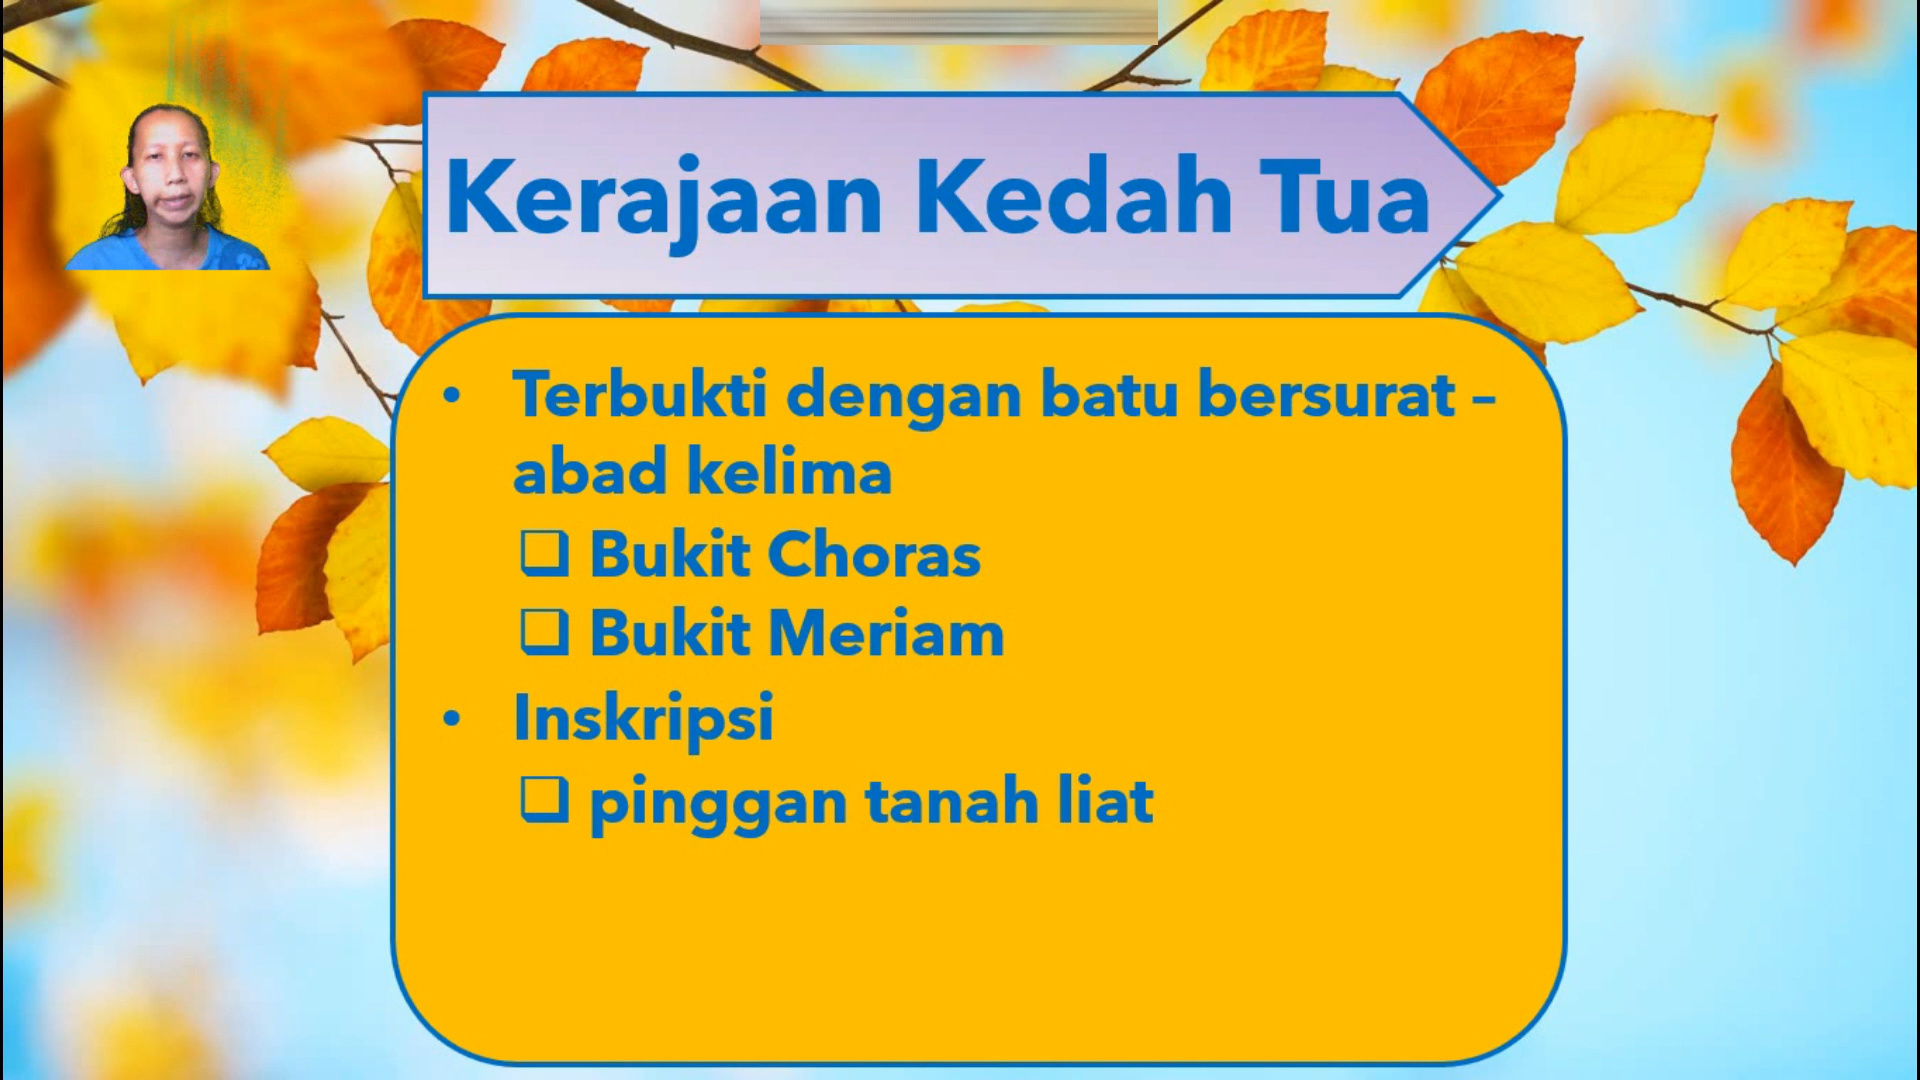 Kerajaan Kedah Tua
• Terbukti dengan batu bersurat –
abad kelima
❑ Bukit Choras
❑ Bukit Meriam
• Inskripsi
❑ pinggan tanah liat